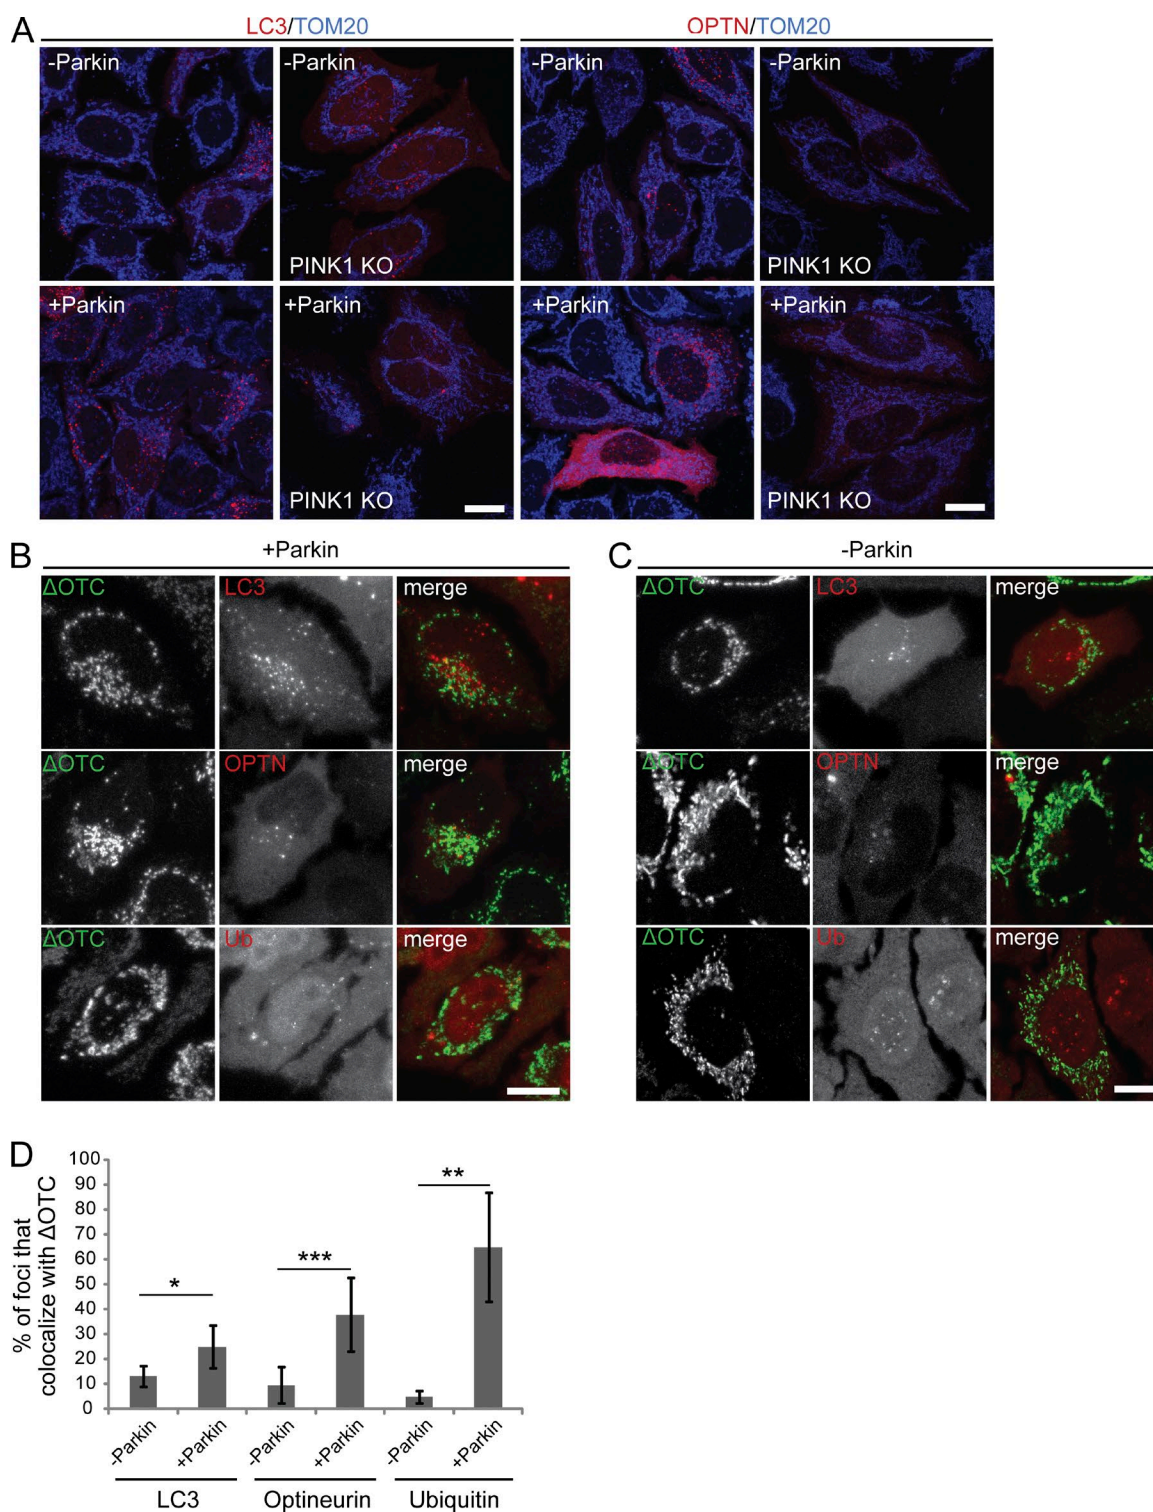 A
LC3/TOM20
OPTN/TOM20
-Parkin
-Parkin
PINK1 KO
-Parkin
-Parkin
PINK1 KO
+Parkin
+Parkin
PINK1 KO
+Parkin
+Parkin
PINK1 KO
B
+Parkin
ΔOTC
LC3
merge
ΔOTC
OPTN
merge
ΔOTC
Ub
merge
C
-Parkin
ΔOTC
LC3
merge
ΔOTC
OPTN
merge
ΔOTC
Ub
merge
D
% of foci that
colocalize with ΔOTC
100
90
80
70
60
50
40
30
20
10
0
*
***
**
-Parkin
+Parkin
-Parkin
+Parkin
-Parkin
+Parkin
LC3
Optineurin
Ubiquitin